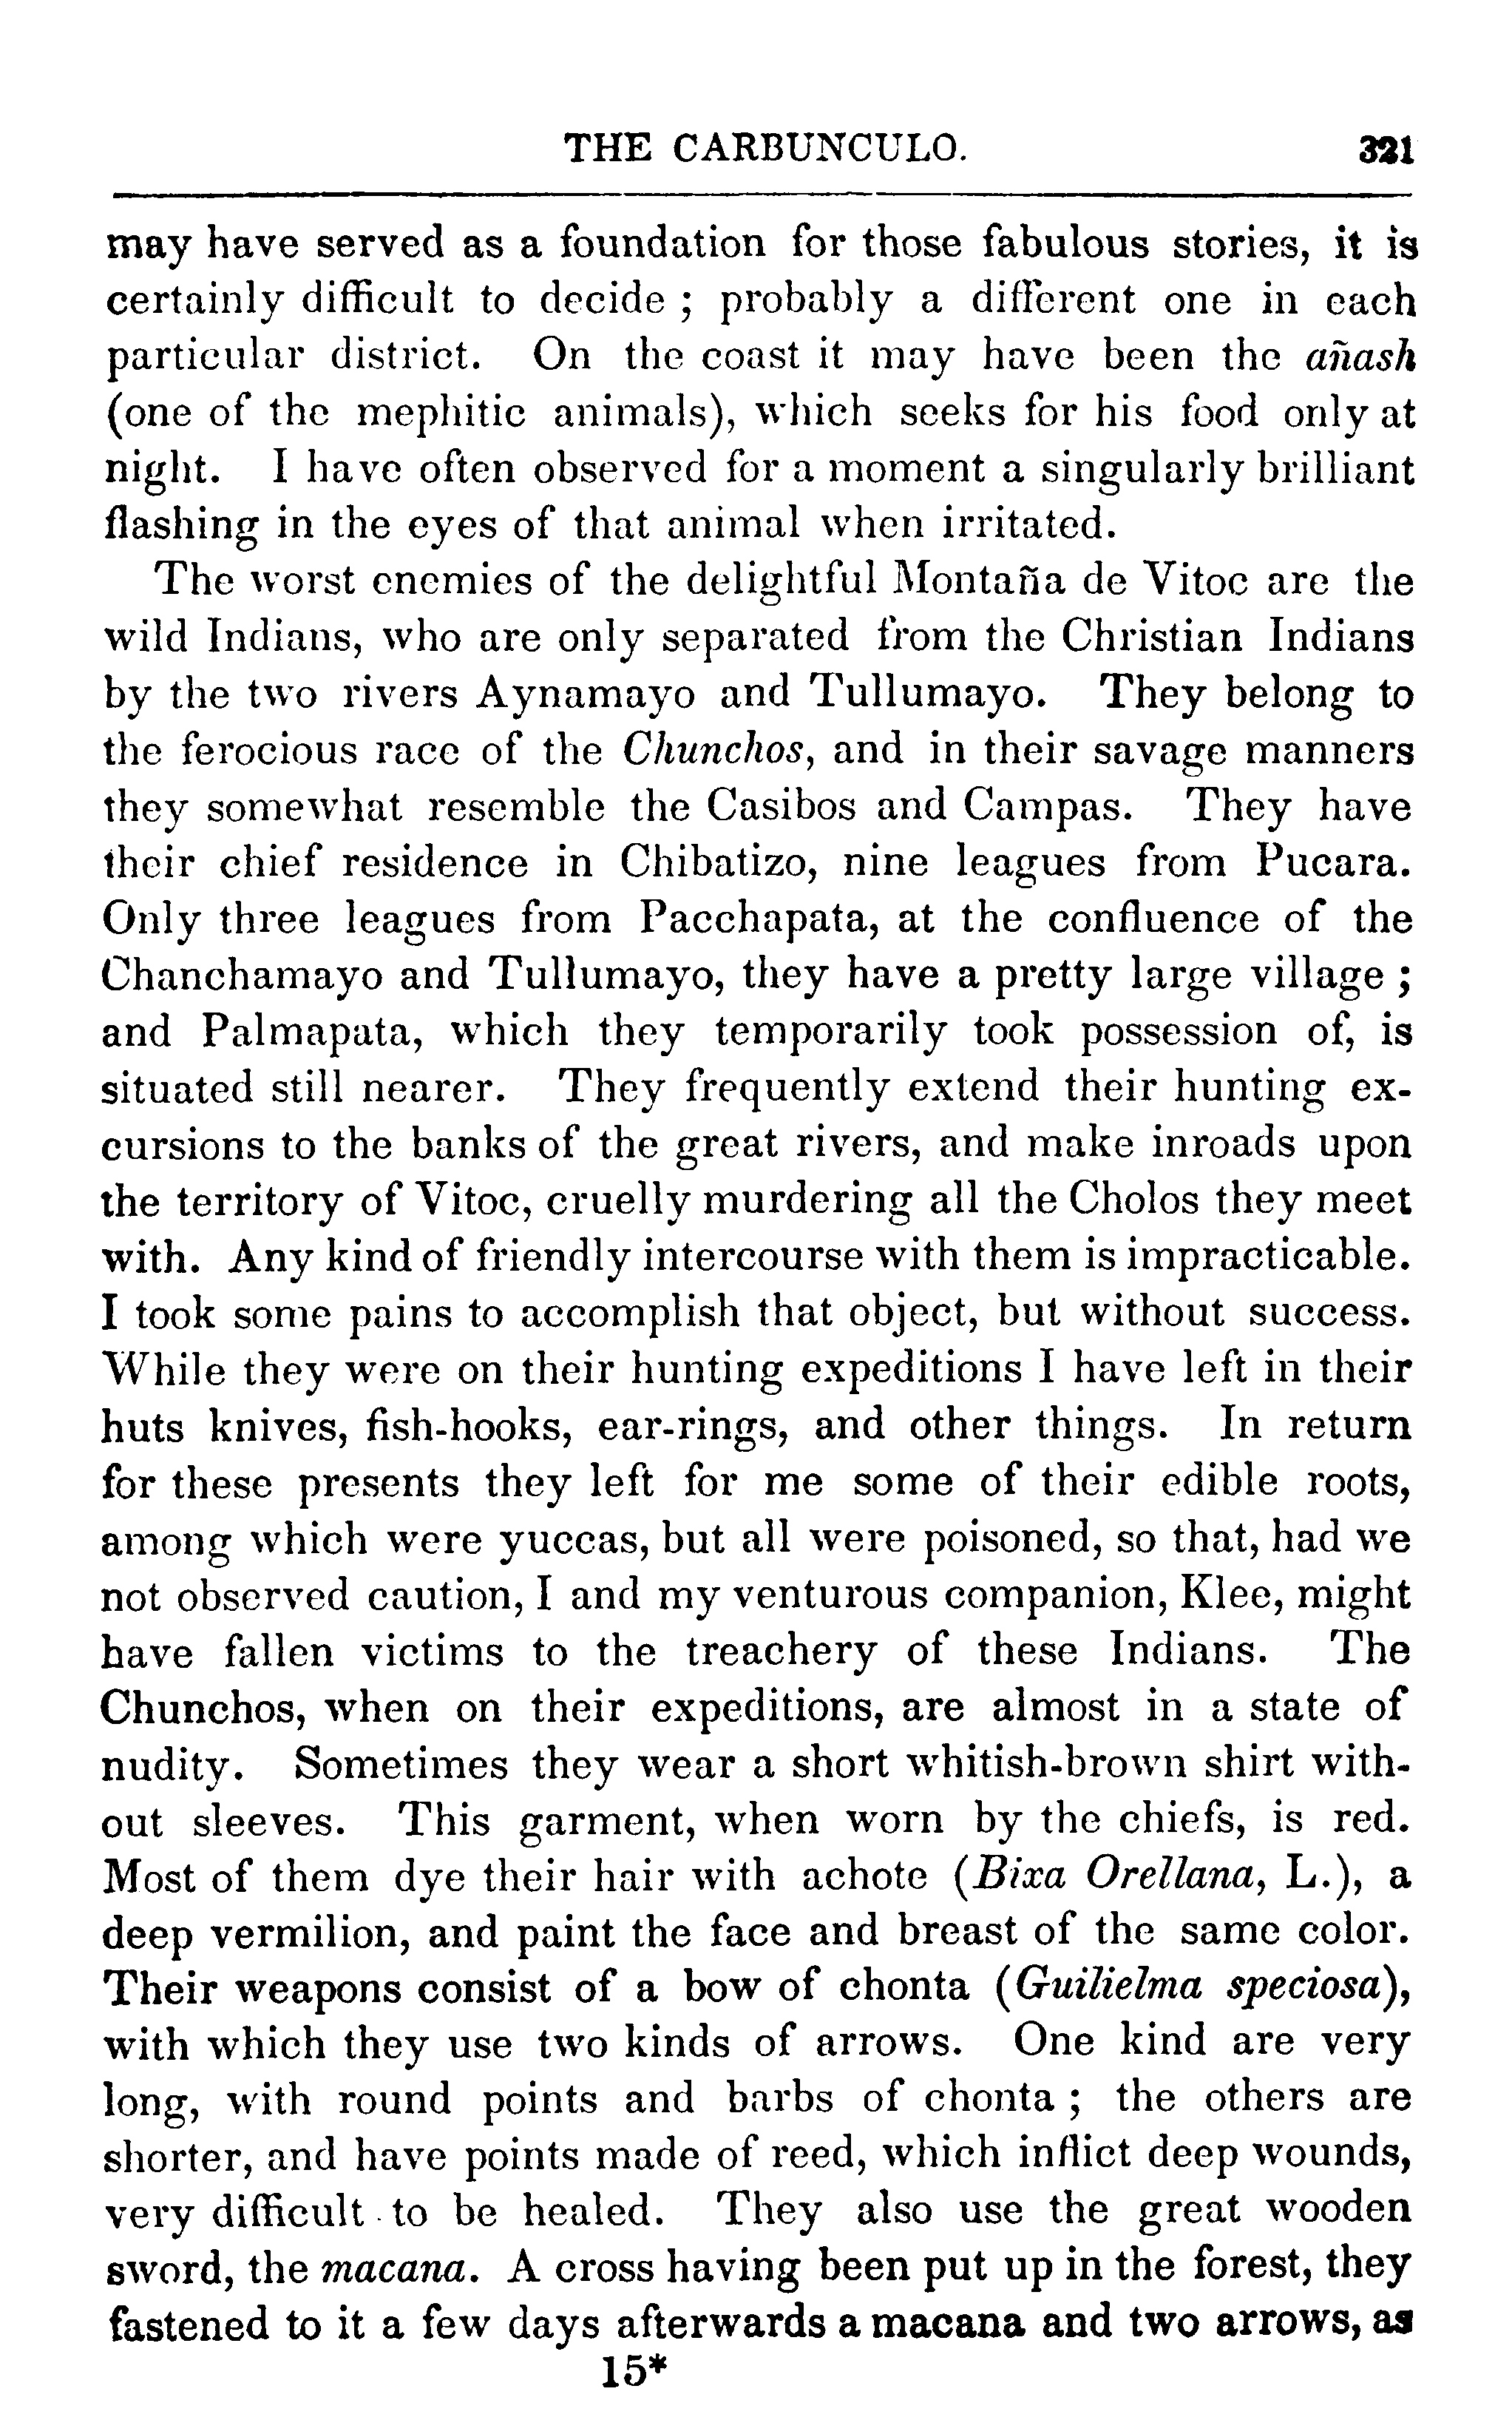 THE CARBUNCULO. 321
may have served as a foundation for those fabulous stories, it is
certainly difficult to decide ; probably a different one in each
particular district. On the coast it may have been the añash
(one of the mephitic animals), which seeks for his food only at
night. I have often observed for a moment a singularly brilliant
flashing in the eyes of that animal when irritated.
The worst enemies of the delightful Montaña de Vitoc are the
wild Indians, who are only separated from the Christian Indians
by the two rivers Aynamayo and Tullumayo. They belong to
the ferocious race of the Chunchos, and in their savage manners
they somewhat resemble the Casibos and Campas. They have
their chief residence in Chibatizo, nine leagues from Pucara.
Only three leagues from Pacchapata, at the confluence of the
Chanchamayo and Tullumayo, they have a pretty large village ;
and Palmapata, which they temporarily took possession of, is
situated still nearer. They frequently extend their hunting ex-
cursions to the banks of the great rivers, and make inroads upon
the territory of Vitoc, cruelly murdering all the Cholos they meet
with. Any kind of friendly intercourse with them is impracticable.
I took some pains to accomplish that object, but without success.
While they were on their hunting expeditions I have left in their
huts knives, fish-hooks, ear-rings, and other things. In return
for these presents they left for me some of their edible roots,
among which were yuccas, but all were poisoned, so that, had we
not observed caution, I and my venturous companion, Klee, might
have fallen victims to the treachery of these Indians. The
Chunchos, when on their expeditions, are almost in a state of
nudity. Sometimes they wear a short whitish-brown shirt with-
out sleeves. This garment, when worn by the chiefs, is red.
Most of them dye their hair with achote (Bixa Orellana, L.), a
deep vermilion, and paint the face and breast of the same color.
Their weapons consist of a bow of chonta (Guilielma speciosa),
with which they use two kinds of arrows. One kind are very
long, with round points and barbs of chonta ; the others are
shorter, and have points made of reed, which inflict deep wounds,
very difficult to be healed. They also use the great wooden
sword, the macana. A cross having been put up in the forest, they
fastened to it a few days afterwards a macana and two arrows, as
15*